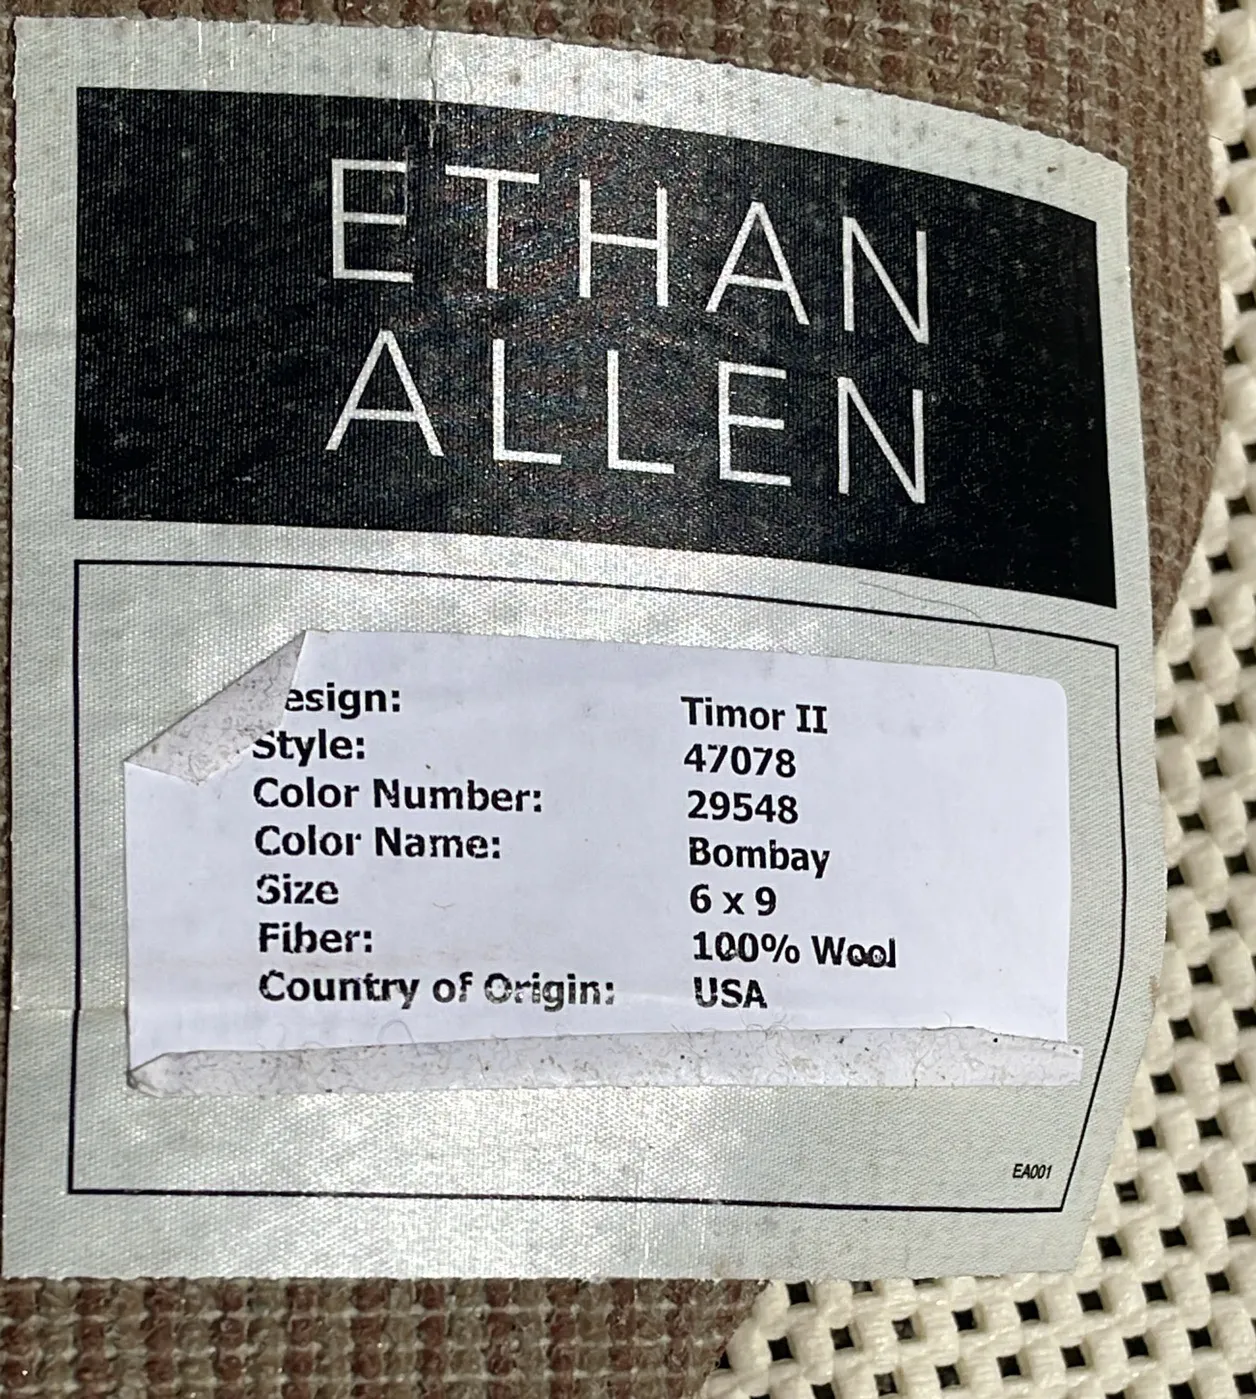 ETHAN
ALLEN
esign: Timor II
Style: 47078
Color Number: 29548
Color Name: Bombay
Size 6 x 9
Fiber: 100% Wool
Country of Origin: USA
EA001